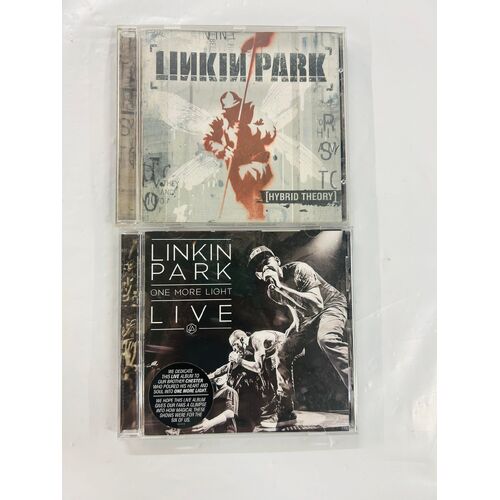 LINKIN PARK
[HYBRID THEORY]
LINKIN
PARK
ONE MORE LIGHT
LIVE
WE DEDICATE
THIS LIVE ALBUM TO
OUR BROTHER CHESTER
WHO POURED HIS HEART AND
SOUL INTO ONE MORE LIGHT.
WE HOPE THIS LIVE ALBUM
GIVES OUR FANS A GLIMPSE
INTO HOW MAGICAL THESE
SHOWS WERE FOR THE
SIX OF US.